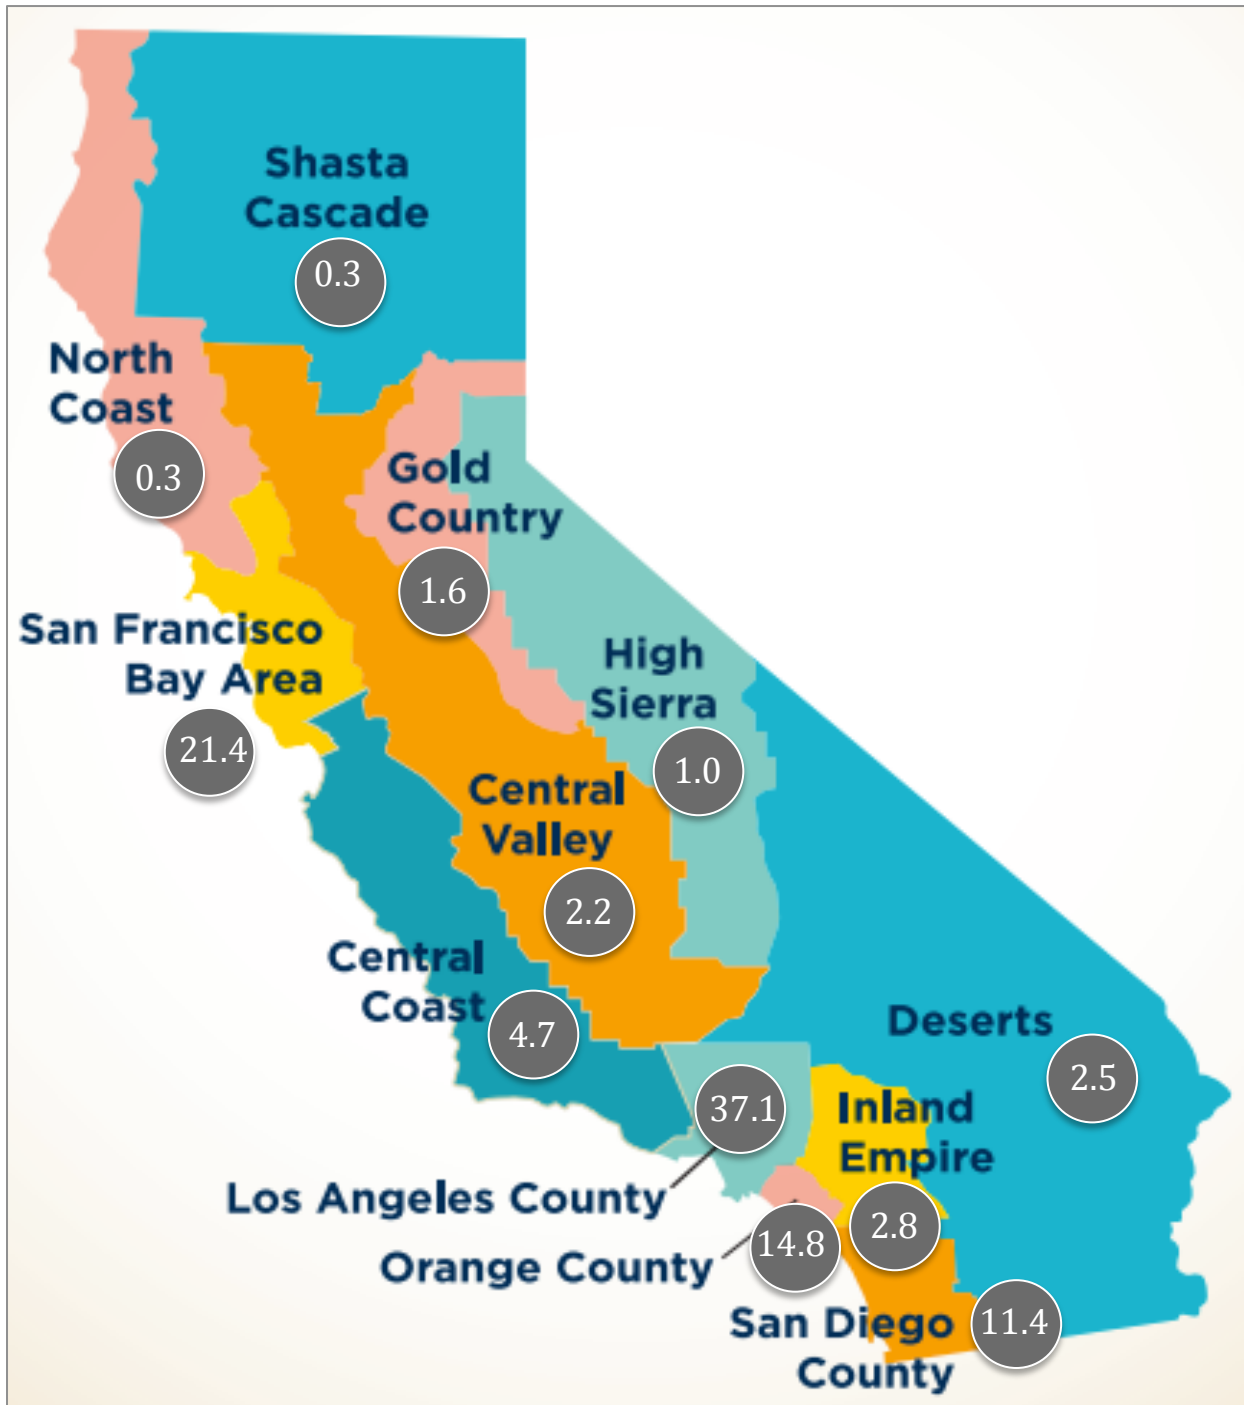 Shasta
Cascade
0.3
North
Coast
0.3
Gold
Country
1.6
San Francisco
Bay Area
21.4
High
Sierra
1.0
Central
Valley
2.2
Central
Coast
4.7
Deserts
2.5
37.1
Los Angeles County
Inland
Empire
2.8
Orange County
14.8
San Diego
County
11.4